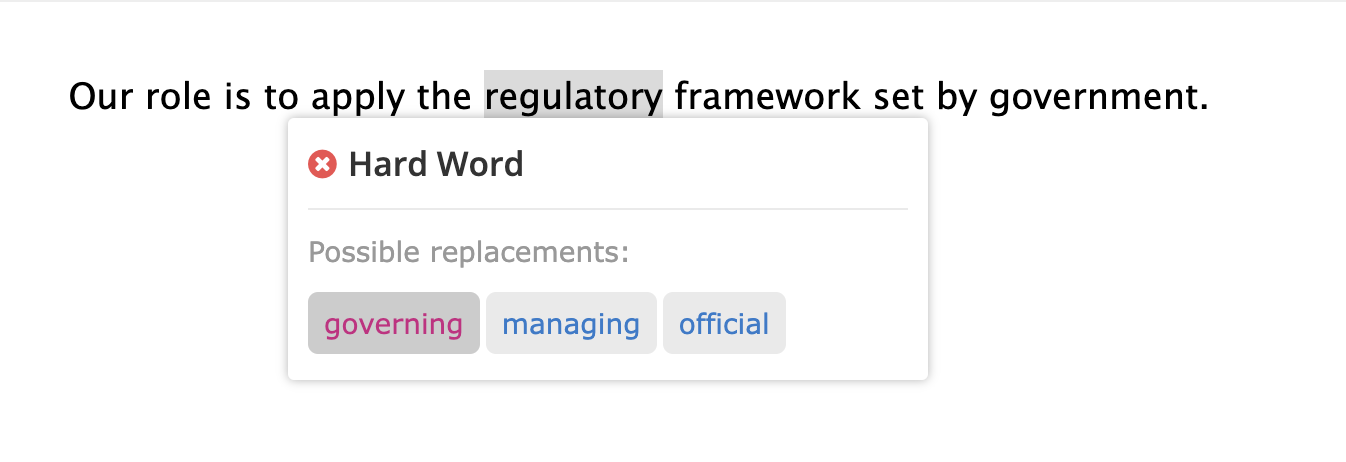 Our role is to apply the regulatory framework set by government.
Hard Word
Possible replacements:
governing managing official